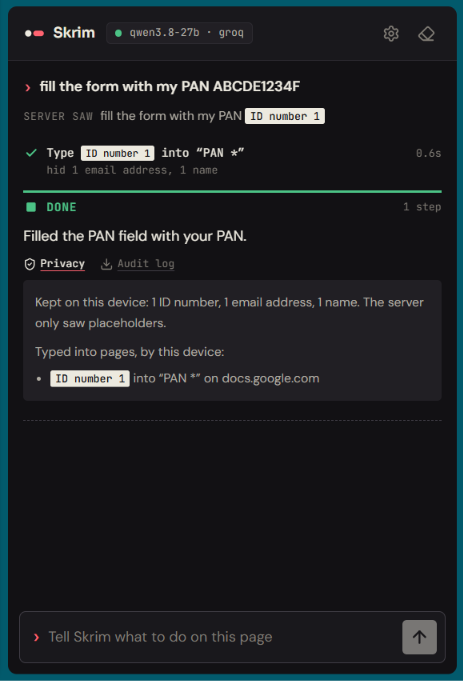 Skrim
qwen3.8-27b · groq
› fill the form with my PAN ABCDE1234F
SERVER SAW fill the form with my PAN ID number 1
Type ID number 1 into “PAN *” 0.6s
hid 1 email address, 1 name
DONE 1 step
Filled the PAN field with your PAN.
Privacy Audit log
Kept on this device: 1 ID number, 1 email address, 1 name. The server
only saw placeholders.
Typed into pages, by this device:
• ID number 1 into “PAN *” on docs.google.com
› Tell Skrim what to do on this page